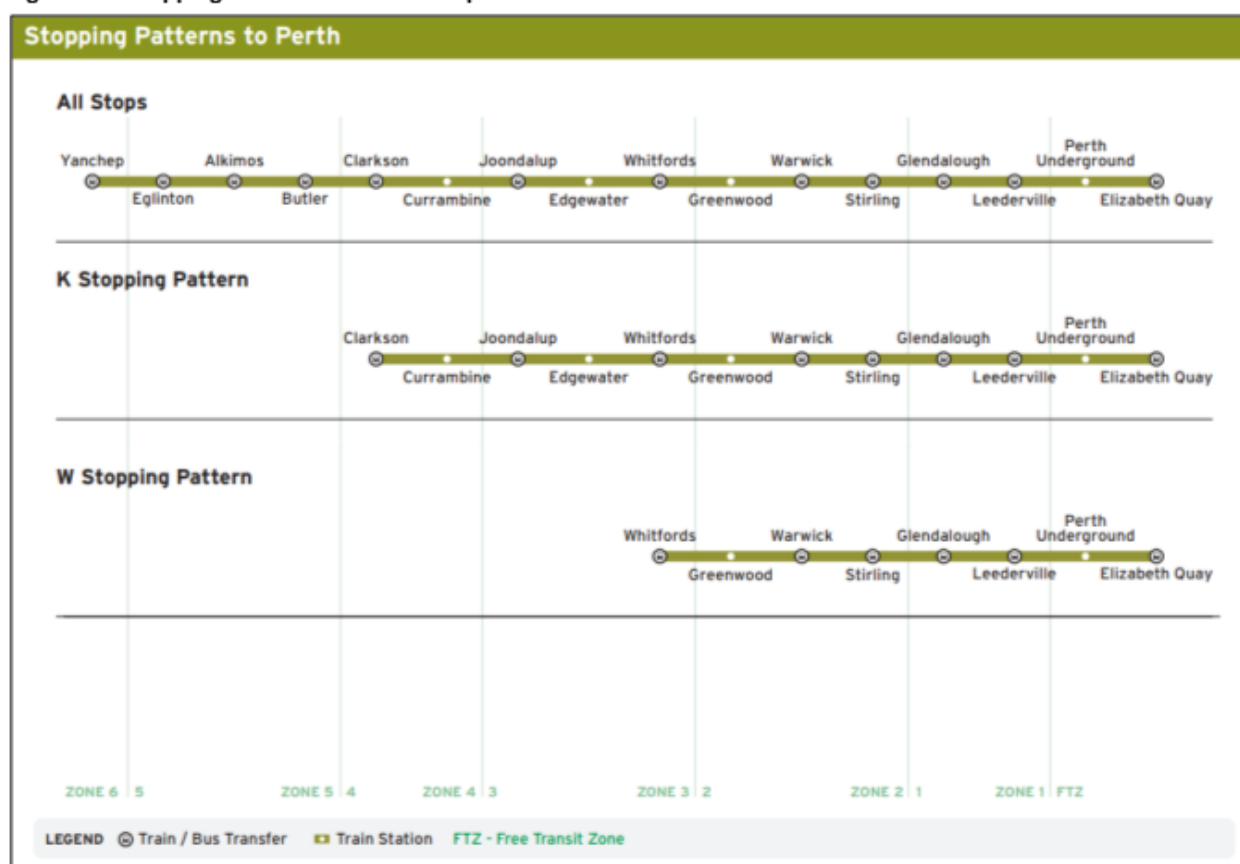 Stopping Patterns to Perth
All Stops
Perth
Yanchep Alkimos Clarkson Joondalup Whitfords Warwick Glendalough Underground
Eglinton Butler Currambine Edgewater Greenwood Stirling Leederville Elizabeth Quay
K Stopping Pattern
Perth
Clarkson Joondalup Whitfords Warwick Glendalough Underground
Currambine Edgewater Greenwood Stirling Leederville Elizabeth Quay
W Stopping Pattern
Perth
Whitfords Warwick Glendalough Underground
Greenwood Stirling Leederville Elizabeth Quay
ZONE 6 5 ZONE 5 4 ZONE 4 3 ZONE 3 2 ZONE 2 1 ZONE 1 FTZ
LEGEND Train / Bus Transfer Train Station FTZ - Free Transit Zone